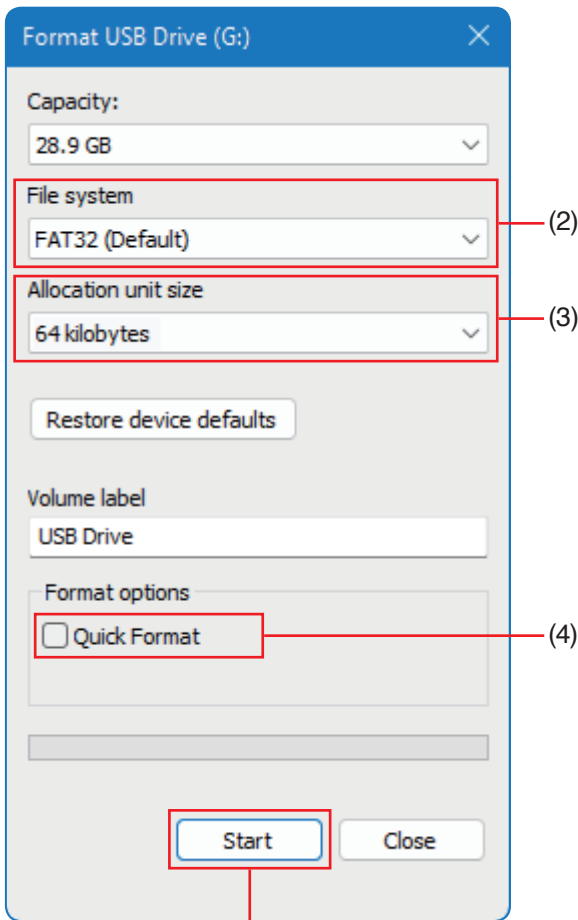 Format USB Drive (G:)
Capacity:
28.9 GB
File system
FAT32 (Default)
(2)
Allocation unit size
64 kilobytes
(3)
Restore device defaults
Volume label
USB Drive
Format options
Quick Format
(4)
Start Close